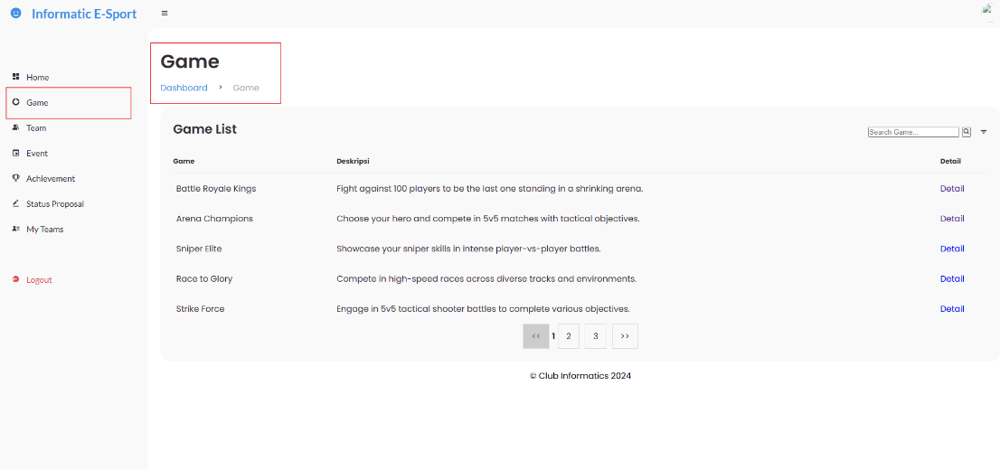 Informatic E-Sport
Home
Game
Team
Event
Achievement
Status Proposal
My Teams
Logout
Game
Dashboard > Game
Game List
Search Game...
Game Deskripsi Detail
Battle Royale Kings Fight against 100 players to be the last one standing in a shrinking arena. Detail
Arena Champions Choose your hero and compete in 5v5 matches with tactical objectives. Detail
Sniper Elite Showcase your sniper skills in intense player-vs-player battles. Detail
Race to Glory Compete in high-speed races across diverse tracks and environments. Detail
Strike Force Engage in 5v5 tactical shooter battles to complete various objectives. Detail
<< 1 2 3 >>
© Club Informatics 2024